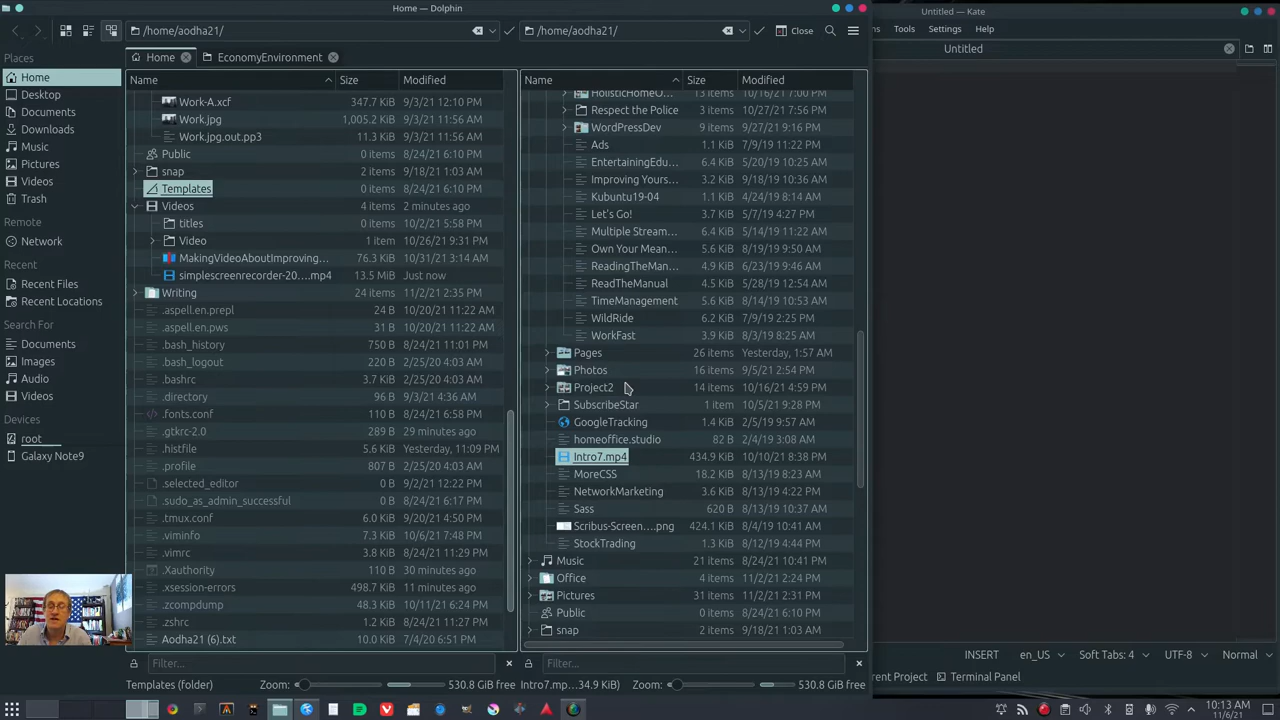 Home — Dolphin
Untitled — Kate
/home/aodha21/
/home/aodha21/
Close
Tools Settings Help
Places
Home
EconomyEnvironment
Untitled
Home
Name Size Modified
Name Size Modified
Desktop
Documents
Downloads
Music
Pictures
Videos
Trash
Remote
Network
Recent
Recent Files
Recent Locations
Search For
Documents
Images
Audio
Videos
Devices
root
Galaxy Note9
Work-A.xcf 347.7 KiB 9/3/21 12:10 PM
Work.jpg 1,005.2 KiB 9/3/21 11:56 AM
Work.jpg.out.pp3 11.3 KiB 9/3/21 11:56 AM
Public 0 items 8/24/21 6:10 PM
snap 2 items 9/18/21 1:03 AM
Templates 0 items 8/24/21 6:10 PM
Videos 4 items 2 minutes ago
titles 0 items 10/2/21 5:58 PM
Video 1 item 10/26/21 9:31 PM
MakingVideoAboutImproving... 76.3 KiB 10/31/21 3:14 AM
simplescreenrecorder-20....mp4 13.5 MiB Just now
Writing 24 items 11/2/21 2:35 PM
.aspell.en.prepl 24 B 10/20/21 11:22 AM
.aspell.en.pws 31 B 10/20/21 11:22 AM
.bash_history 750 B 8/24/21 11:01 PM
.bash_logout 220 B 2/25/20 4:03 AM
.bashrc 3.7 KiB 2/25/20 4:03 AM
.directory 96 B 9/3/21 4:36 AM
.fonts.conf 110 B 8/24/21 6:58 PM
.gtkrc-2.0 289 B 29 minutes ago
.histfile 5.6 KiB Yesterday, 11:09 PM
.profile 807 B 2/25/20 4:03 AM
.selected_editor 0 B 9/2/21 12:22 PM
.sudo_as_admin_successful 0 B 8/24/21 6:17 PM
.tmux.conf 6.0 KiB 9/20/21 4:50 PM
.viminfo 5.2 KiB 10/6/21 7:48 PM
.vimrc 3.8 KiB 8/24/21 11:29 PM
.Xauthority 110 B 30 minutes ago
.xsession-errors 498.7 KiB 11 minutes ago
.zcompdump 48.3 KiB 10/11/21 6:24 PM
.zshrc 1.2 KiB 8/24/21 11:27 PM
Aodha21 (6).txt 10.0 KiB 7/4/20 6:51 PM
HolisticHomeO... 13 items 10/16/21 7:00 PM
Respect the Police 3 items 10/27/21 7:56 PM
WordPressDev 9 items 9/27/21 9:16 PM
Ads 1.1 KiB 7/9/19 11:22 PM
EntertainingEdu... 6.4 KiB 5/20/19 10:25 AM
Improving Yours... 3.2 KiB 9/18/19 10:36 AM
Kubuntu19-04 1.1 KiB 4/24/19 8:14 AM
Let's Go! 3.7 KiB 5/7/19 4:27 PM
Multiple Stream... 6.4 KiB 5/14/19 11:22 AM
Own Your Mean... 5.6 KiB 8/19/19 9:50 AM
ReadingTheMan... 4.9 KiB 6/23/19 9:46 AM
ReadTheManual 4.5 KiB 5/28/19 12:54 PM
TimeManagement 5.6 KiB 8/14/19 10:53 AM
WildRide 6.2 KiB 7/9/19 2:25 PM
WorkFast 3.9 KiB 8/3/19 8:25 AM
Pages 26 items Yesterday, 1:57 AM
Photos 16 items 9/5/21 2:54 PM
Project2 14 items 10/16/21 4:59 PM
SubscribeStar 1 item 10/5/21 9:28 PM
GoogleTracking 1.4 KiB 2/5/19 9:57 AM
homeoffice.studio 82 B 2/4/19 3:08 AM
Intro7.mp4 434.9 KiB 10/10/21 8:38 PM
MoreCSS 18.2 KiB 8/13/19 8:23 AM
NetworkMarketing 3.6 KiB 8/13/19 4:22 PM
Sass 620 B 8/13/19 10:37 AM
Scribus-Screen....png 424.1 KiB 8/4/19 10:41 AM
StockTrading 1.3 KiB 8/12/19 4:44 PM
Music 21 items 8/24/21 10:41 PM
Office 4 items 11/2/21 2:24 PM
Pictures 31 items 11/2/21 2:31 PM
Public 0 items 8/24/21 6:10 PM
snap 2 items 9/18/21 1:03 AM
Filter...
Filter...
Templates (folder) Zoom: 530.8 GiB free
Intro7.mp...34.9 KiB) Zoom: 530.8 GiB free
INSERT en_US Soft Tabs: 4 UTF-8 Normal
rent Project Terminal Panel
10:13 AM
11/6/21